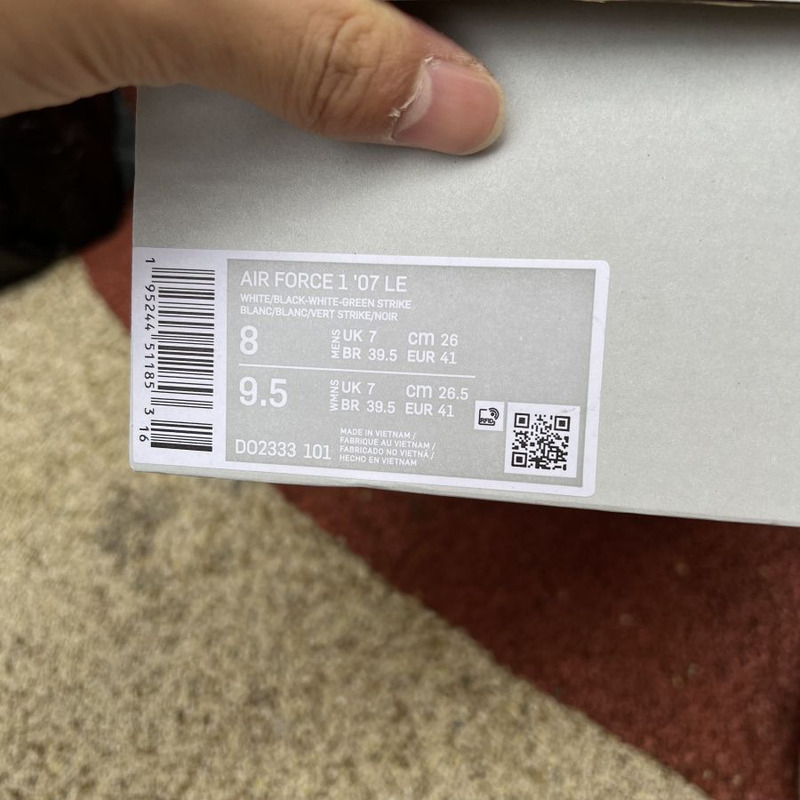 AIR FORCE 1 '07 LE
WHITE/BLACK-WHITE-GREEN STRIKE
BLANC/BLANC/VERT STRIKE/NOIR
8 MENS UK 7 cm 26
BR 39.5 EUR 41
9.5 WMNS UK 7 cm 26.5
BR 39.5 EUR 41
DO2333 101
MADE IN VIETNAM /
FABRIQUE AU VIETNAM /
FABRICADO NO VIETNÃ /
HECHO EN VIETNAM
RFID
1 95244 51185 3 16